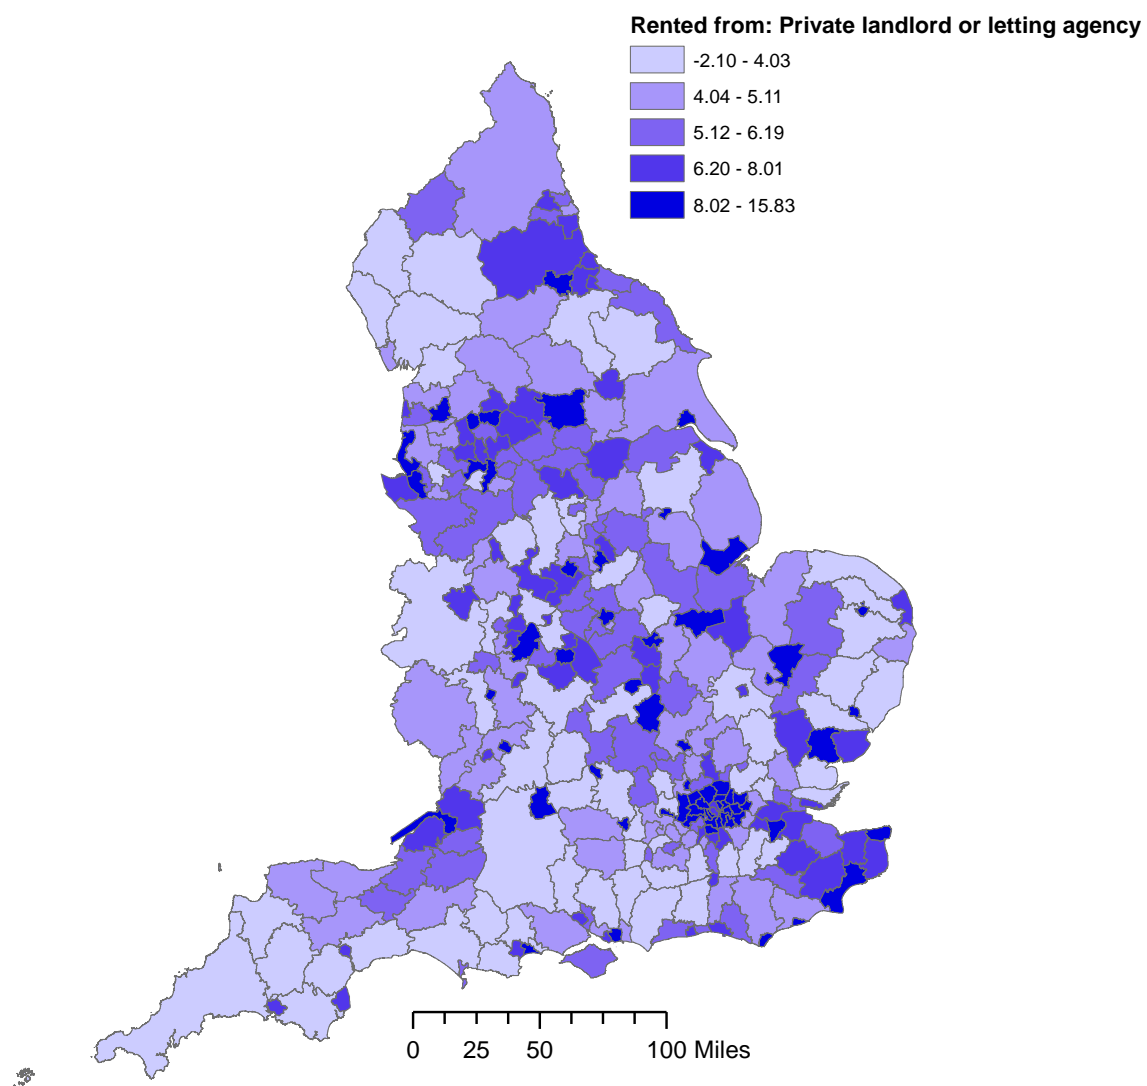 Rented from: Private landlord or letting agency
-2.10 - 4.03
4.04 - 5.11
5.12 - 6.19
6.20 - 8.01
8.02 - 15.83
0 25 50 100 Miles